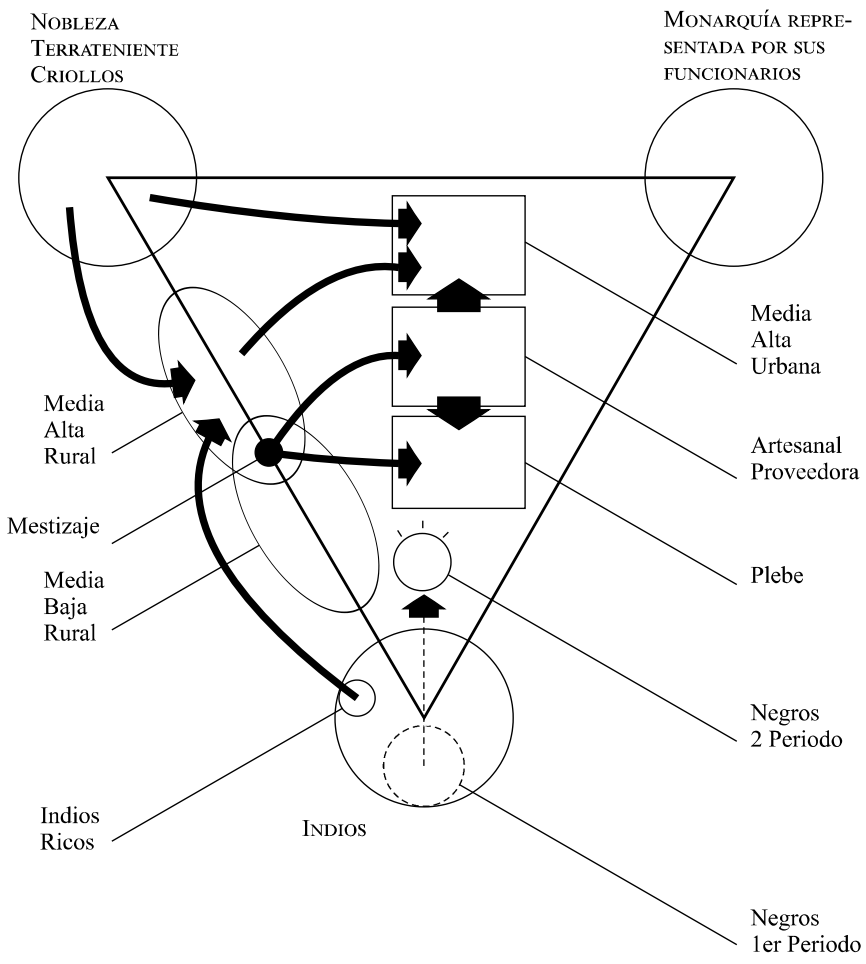 NOBLEZA
TERRATENIENTE
CRIOLLOS
MONARQUÍA REPRE-
SENTADA POR SUS
FUNCIONARIOS
Media
Alta
Urbana
Media
Alta
Rural
Artesanal
Proveedora
Mestizaje
Plebe
Media
Baja
Rural
Negros
2 Periodo
Indios
Ricos
INDIOS
Negros
1er Periodo